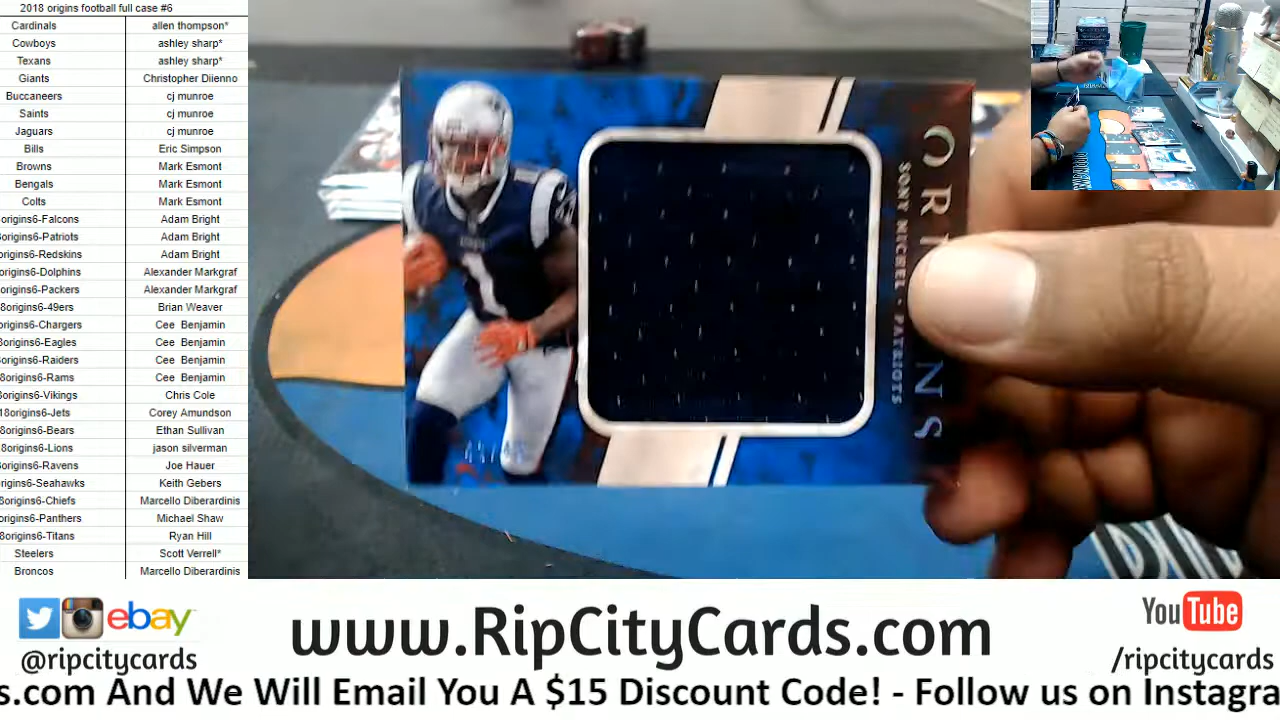 2018 origins football full case #6
Cardinals allen thompson*
Cowboys ashley sharp*
Texans ashley sharp*
Giants Christopher Diienno
Buccaneers cj munroe
Saints cj munroe
Jaguars cj munroe
Bills Eric Simpson
Browns Mark Esmont
Bengals Mark Esmont
Colts Mark Esmont
origins6-Falcons Adam Bright
origins6-Patriots Adam Bright
origins6-Redskins Adam Bright
origins6-Dolphins Alexander Markgraf
origins6-Packers Alexander Markgraf
8origins6-49ers Brian Weaver
origins6-Chargers Cee Benjamin
origins6-Eagles Cee Benjamin
origins6-Raiders Cee Benjamin
8origins6-Rams Cee Benjamin
origins6-Vikings Chris Cole
18origins6-Jets Corey Amundson
8origins6-Bears Ethan Sullivan
8origins6-Lions jason silverman
origins6-Ravens Joe Hauer
origins6-Seahawks Keith Gebers
8origins6-Chiefs Marcello Diberardinis
origins6-Panthers Michael Shaw
8origins6-Titans Ryan Hill
Steelers Scott Verrell*
Broncos Marcello Diberardinis
ORI NS
SONY MICHEL • PATRIOTS
1
ebay
@ripcitycards
www.RipCityCards.com
YouTube
/ripcitycards
s.com And We Will Email You A $15 Discount Code! - Follow us on Instagra